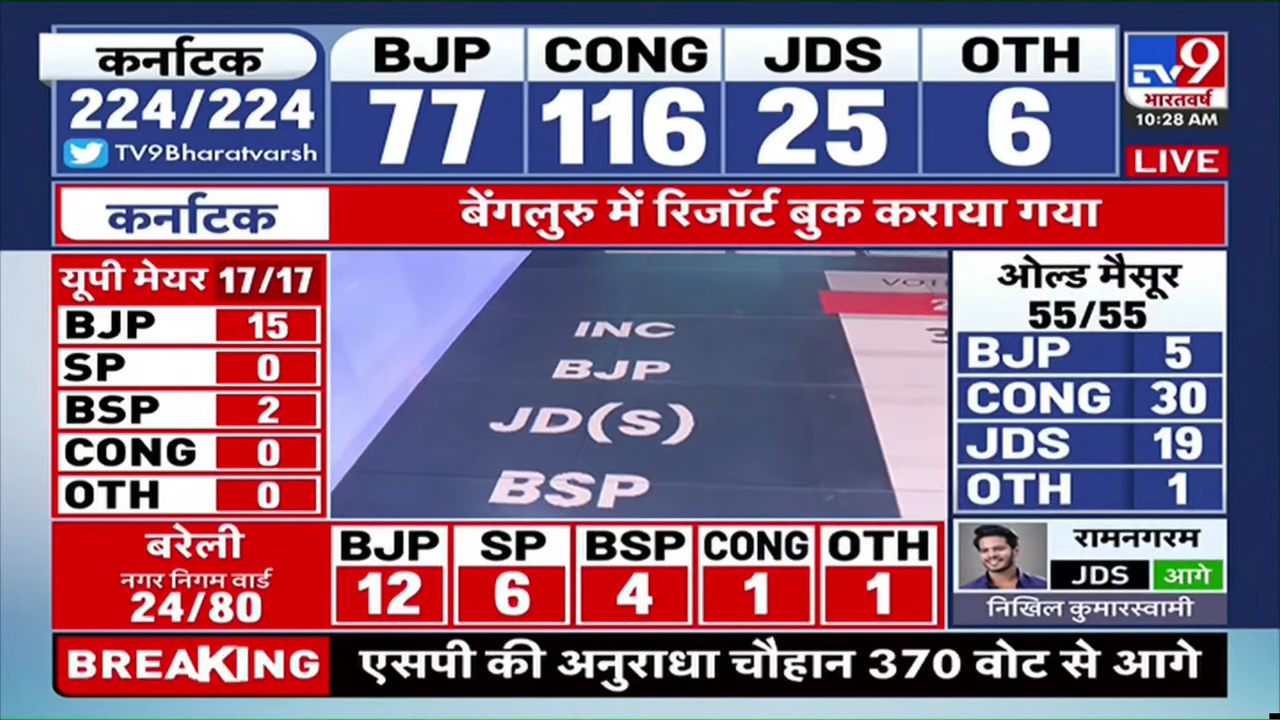 कर्नाटक
224/224
TV9Bharatvarsh
BJP CONG JDS OTH
77 116 25 6
TV9
भारतवर्ष
10:28 AM
LIVE
कर्नाटक
बेंगलुरु में रिजॉर्ट बुक कराया गया
यूपी मेयर 17/17
BJP 15
SP 0
BSP 2
CONG 0
OTH 0
INC
BJP
JD(S)
BSP
ओल्ड मैसूर
55/55
BJP 5
CONG 30
JDS 19
OTH 1
बरेली
नगर निगम वार्ड
24/80
BJP SP BSP CONG OTH
12 6 4 1 1
रामनगरम
JDS आगे
निखिल कुमारस्वामी
BREAKING
एसपी की अनुराधा चौहान 370 वोट से आगे